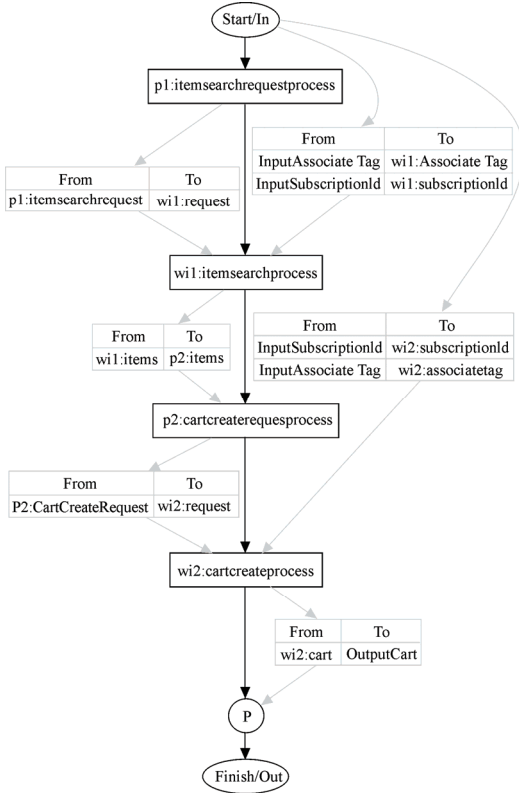 Start/In
p1:itemsearchrequestprocess
From To
InputAssociate Tag wi1:Associate Tag
InputSubscriptionId wi1:subscriptionId
From To
p1:itemsearchrequest wi1:request
wi1:itemsearchprocess
From To
wi1:items p2:items
From To
InputSubscriptionId wi2:subscriptionId
InputAssociate Tag wi2:associatetag
p2:cartcreaterequesprocess
From To
P2:CartCreateRequest wi2:request
wi2:cartcreateprocess
From To
wi2:cart OutputCart
P
Finish/Out